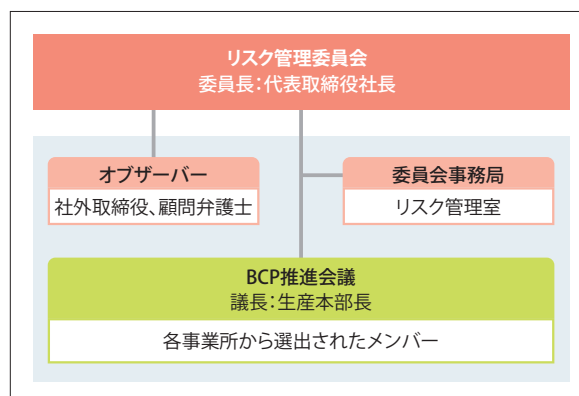 リスク管理委員会
委員長：代表取締役社長
オブザーバー
社外取締役、顧問弁護士
委員会事務局
リスク管理室
BCP推進会議
議長：生産本部長
各事業所から選出されたメンバー